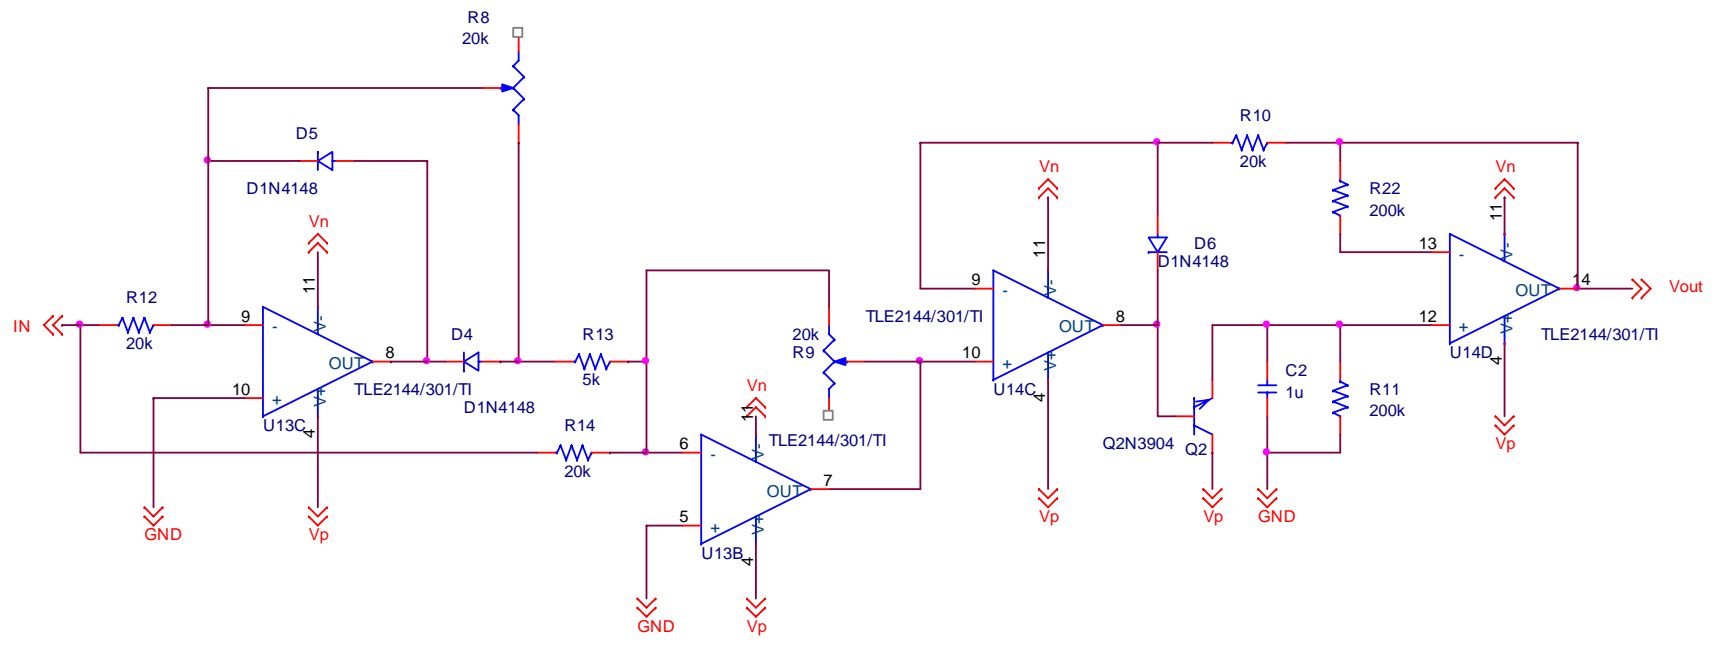 R8
20k
D5
D1N4148
Vn
11
V-
R12
20k
IN
9
-
OUT
8
10
+
V+
U13C
4
TLE2144/301/TI
GND
Vp
D4
D1N4148
R13
5k
R14
20k
20k
R9
Vn
11
V-
TLE2144/301/TI
6
-
OUT
7
5
+
V+
U13B
4
GND
Vp
R10
20k
Vn
11
V-
9
-
TLE2144/301/TI
OUT
8
10
+
V+
U14C
4
Vp
D6
D1N4148
Q2N3904
Q2
Vp
C2
1u
GND
R11
200k
R22
200k
Vn
11
V-
13
-
OUT
14
Vout
12
+
V+
U14D
4
TLE2144/301/TI
Vp